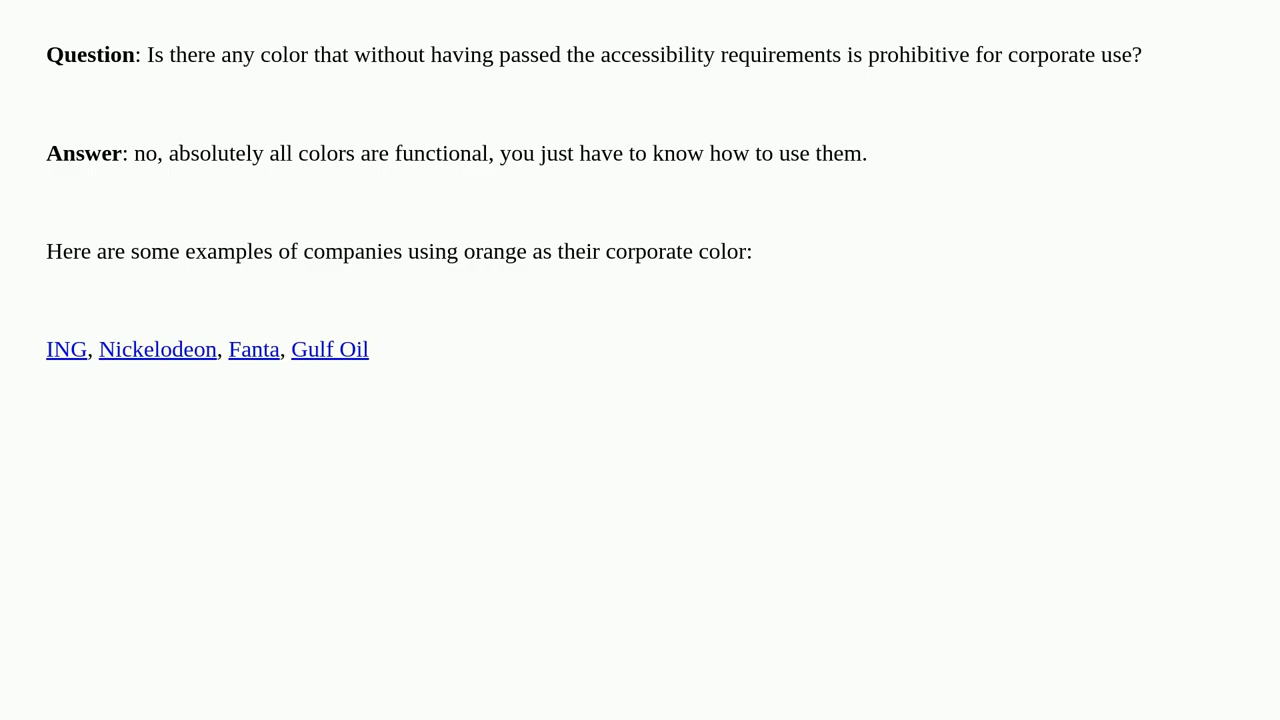 Question: Is there any color that without having passed the accessibility requirements is prohibitive for corporate use?
Answer: no, absolutely all colors are functional, you just have to know how to use them.
Here are some examples of companies using orange as their corporate color:
ING, Nickelodeon, Fanta, Gulf Oil